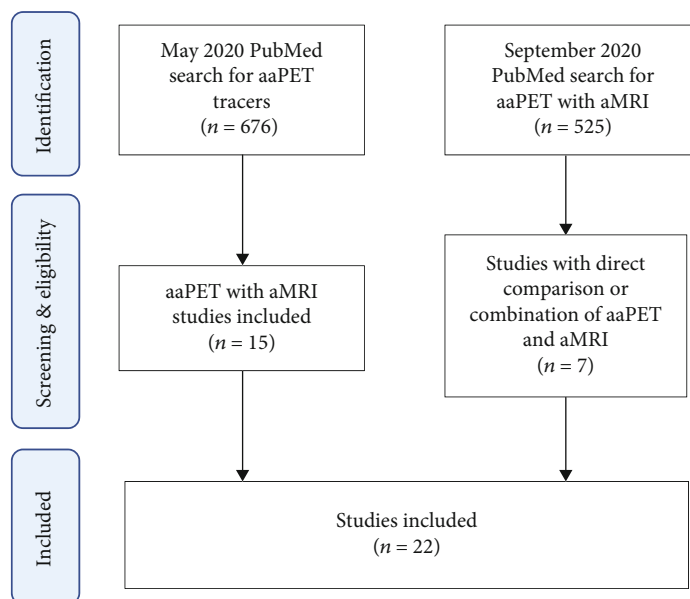 Identification
May 2020 PubMed
search for aaPET
tracers
(n = 676)
September 2020
PubMed search for
aaPET with aMRI
(n = 525)
Screening & eligibility
aaPET with aMRI
studies included
(n = 15)
Studies with direct
comparison or
combination of aaPET
and aMRI
(n = 7)
Included
Studies included
(n = 22)